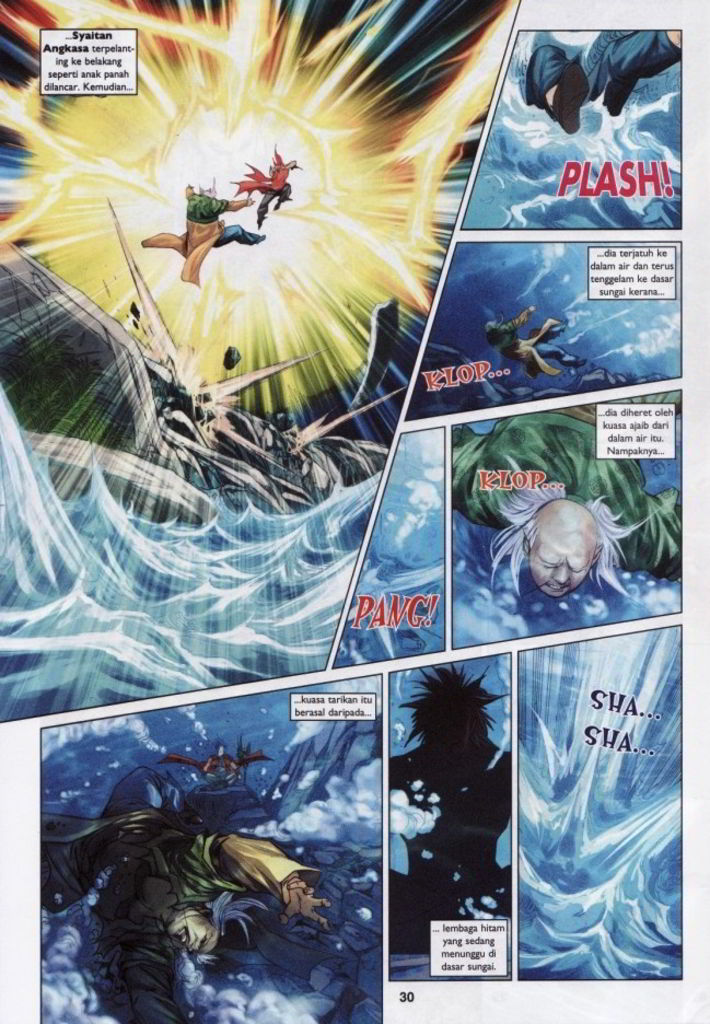 ...Syaitan
Angkasa terpelant-
ing ke belakang
seperti anak panah
dilancar. Kemudian...
PLASH!
...dia terjatuh ke
dalam air dan terus
tenggelam ke dasar
sungai kerana...
KLOP...
...dia diheret oleh
kuasa ajaib dari
dalam air itu.
Nampaknya...
KLOP...
PANG!
...kuasa tarikan itu
berasal daripada...
... lembaga hitam
yang sedang
menunggu di
dasar sungai.
SHA...
SHA...
30